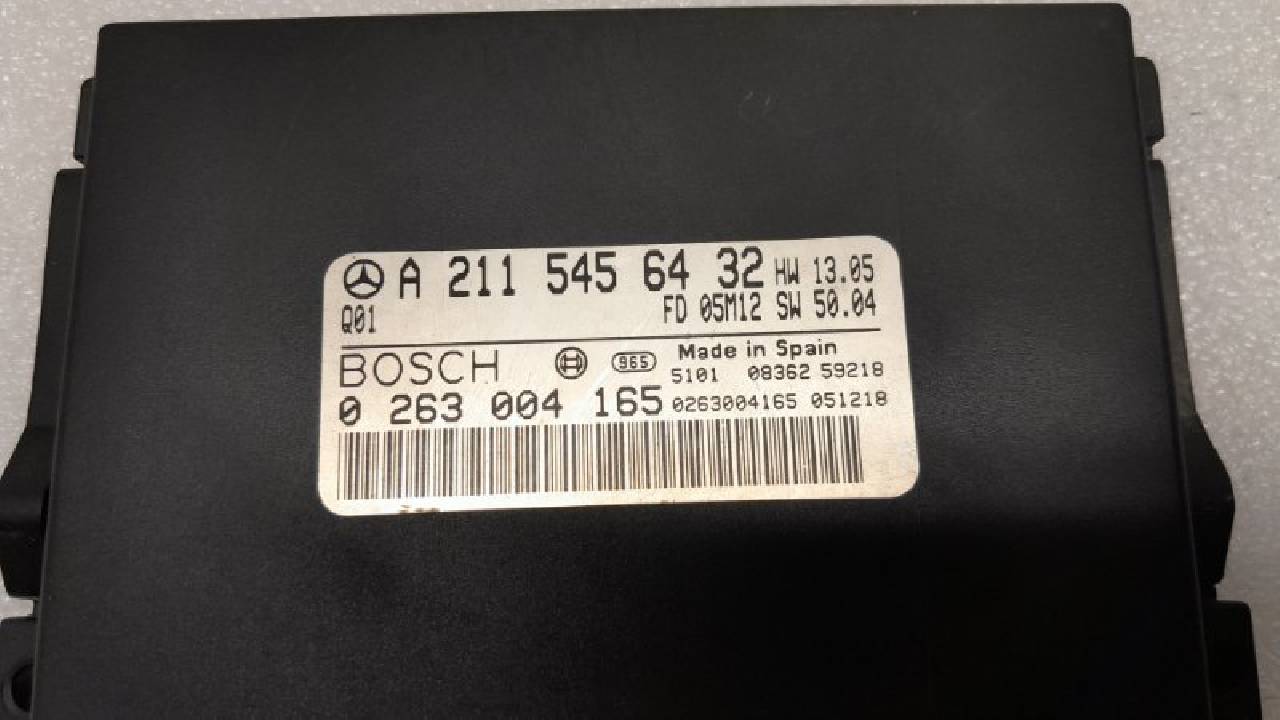 A 211 545 64 32 HW 13.05
Q01 FD 05M12 SW 50.04
BOSCH 965 Made in Spain
5101 08362 59218
0 263 004 165 0263004165 051218